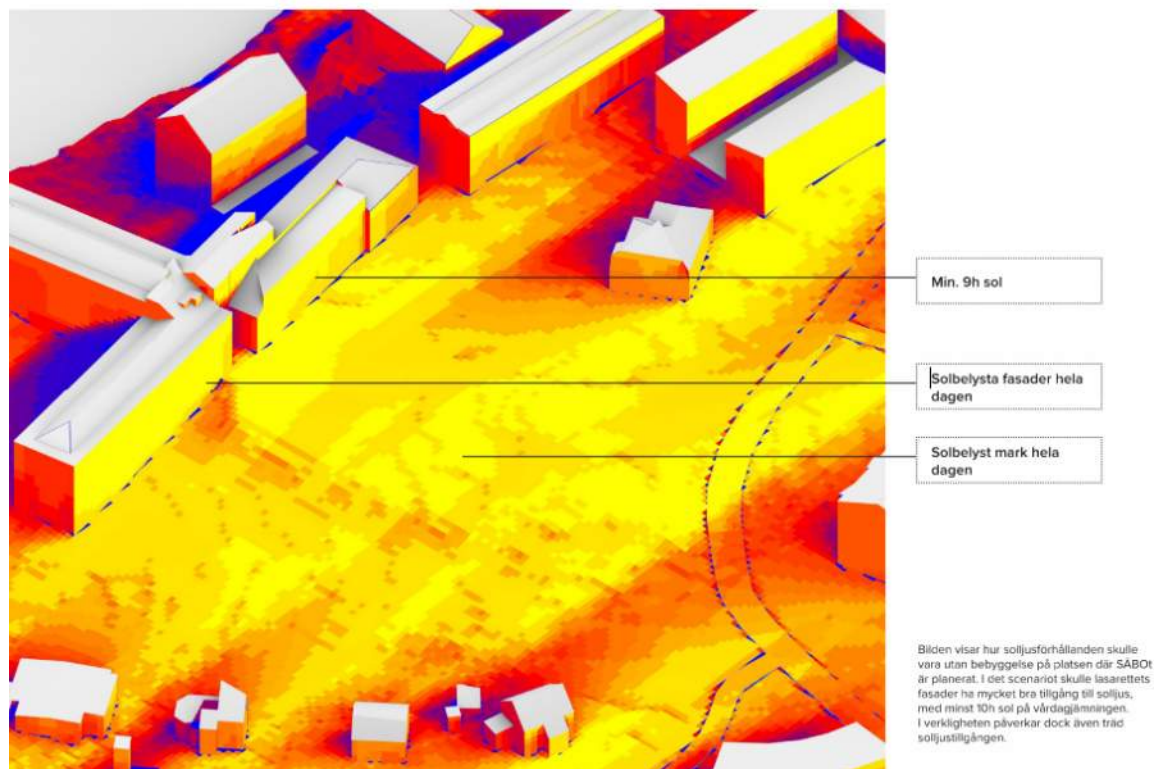 Min. 9h sol
Solbelysta fasader hela
dagen
Solbelyst mark hela
dagen
Bilden visar hur solljusförhållanden skulle
vara utan bebyggelse på platsen där SÄBOt
är planerat. I det scenariot skulle lasarettets
fasader ha mycket bra tillgång till solljus,
med minst 10h sol på vårdagjämningen.
I verkligheten påverkar dock även träd
solljustillgången.